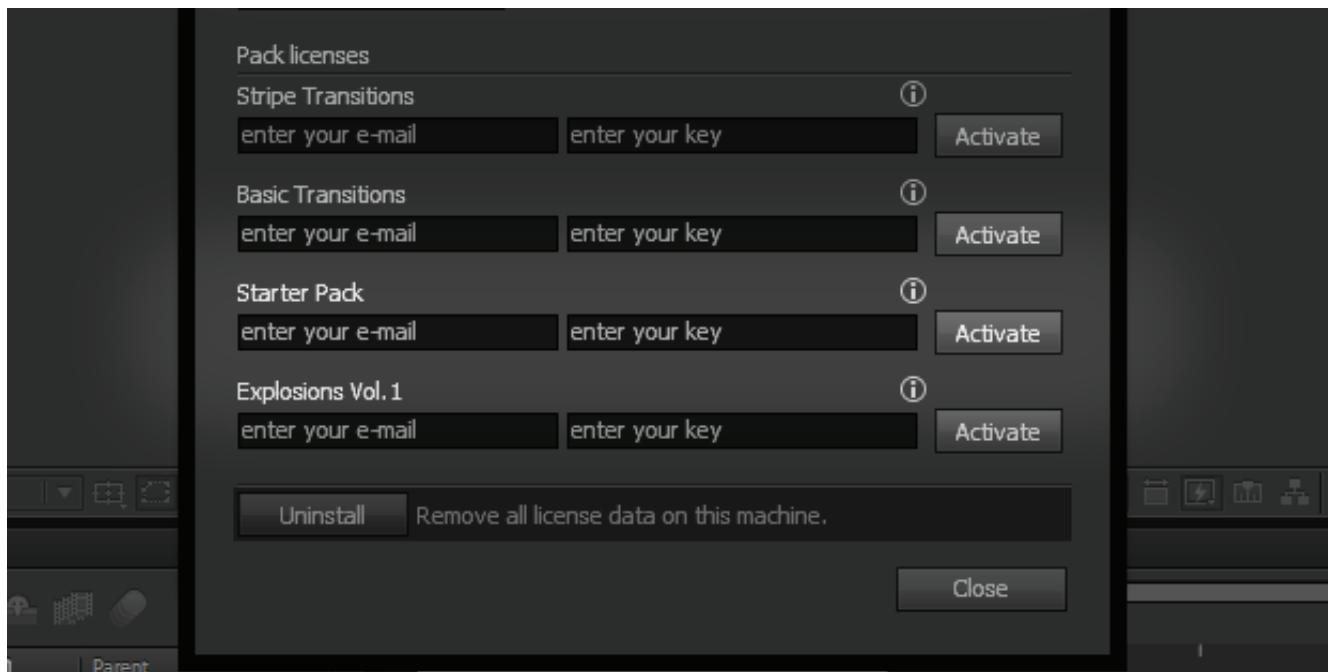 Pack licenses
Stripe Transitions
enter your e-mail enter your key Activate
Basic Transitions
enter your e-mail enter your key Activate
Starter Pack
enter your e-mail enter your key Activate
Explosions Vol. 1
enter your e-mail enter your key Activate
Uninstall Remove all license data on this machine.
Close
Parent